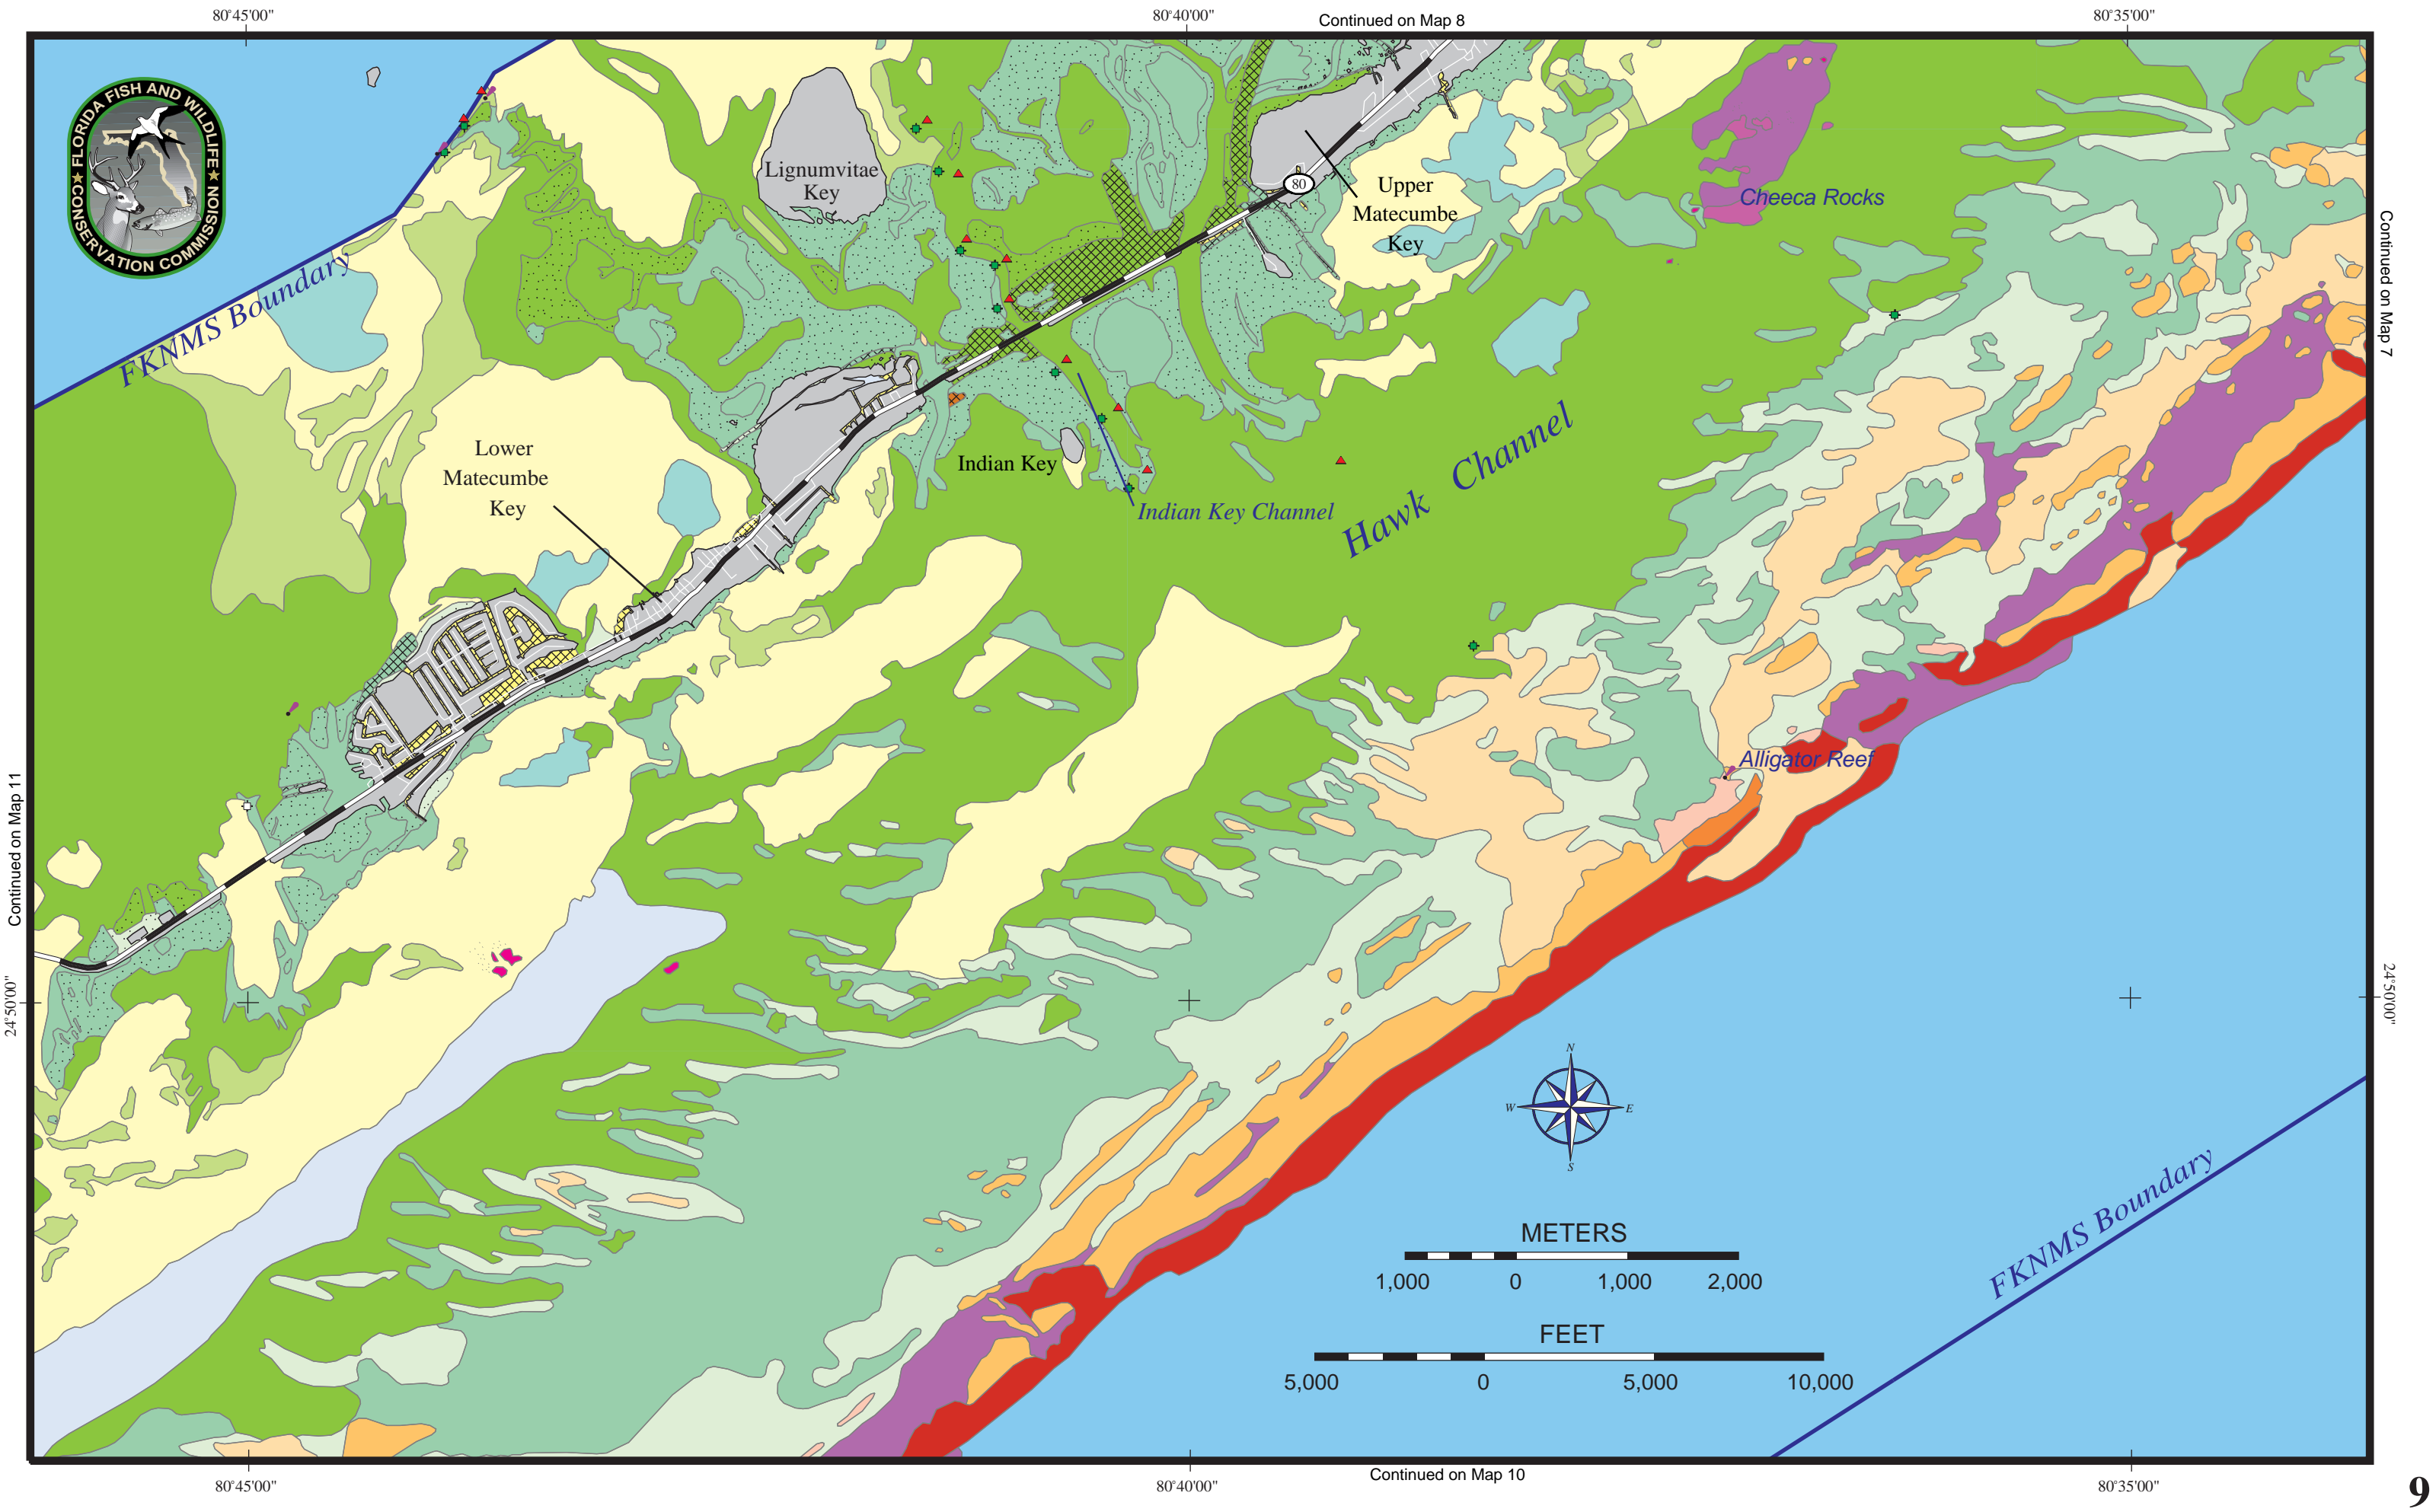 80°45'00"
80°40'00"
Continued on Map 8
80°35'00"
FLORIDA FISH AND WILDLIFE
CONSERVATION COMMISSION
Lignumvitae
Key
80
Upper
Matecumbe
Key
Cheeca Rocks
Continued on Map 7
FKNMS Boundary
Lower
Matecumbe
Key
Indian Key
Indian Key Channel
Hawk Channel
Alligator Reef
Continued on Map 11
24°50'00"
24°50'00"
N
W
E
S
METERS
1,000 0 1,000 2,000
FEET
5,000 0 5,000 10,000
FKNMS Boundary
80°45'00"
80°40'00"
Continued on Map 10
80°35'00"
9